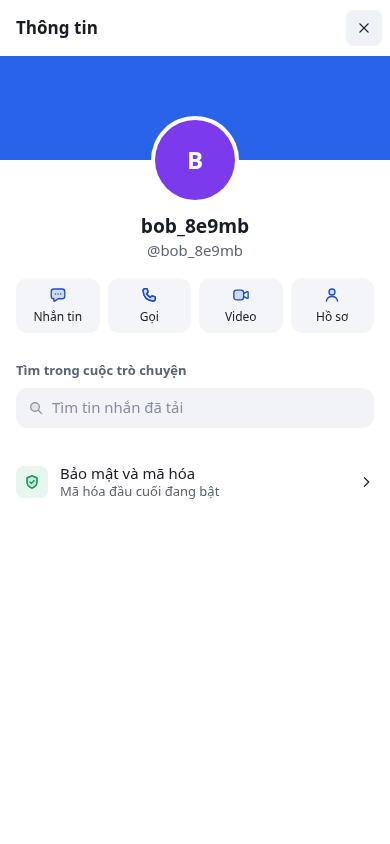 Thông tin
B
bob_8e9mb
@bob_8e9mb
Nhắn tin
Gọi
Video
Hồ sơ
Tìm trong cuộc trò chuyện
Tìm tin nhắn đã tải
Bảo mật và mã hóa
Mã hóa đầu cuối đang bật